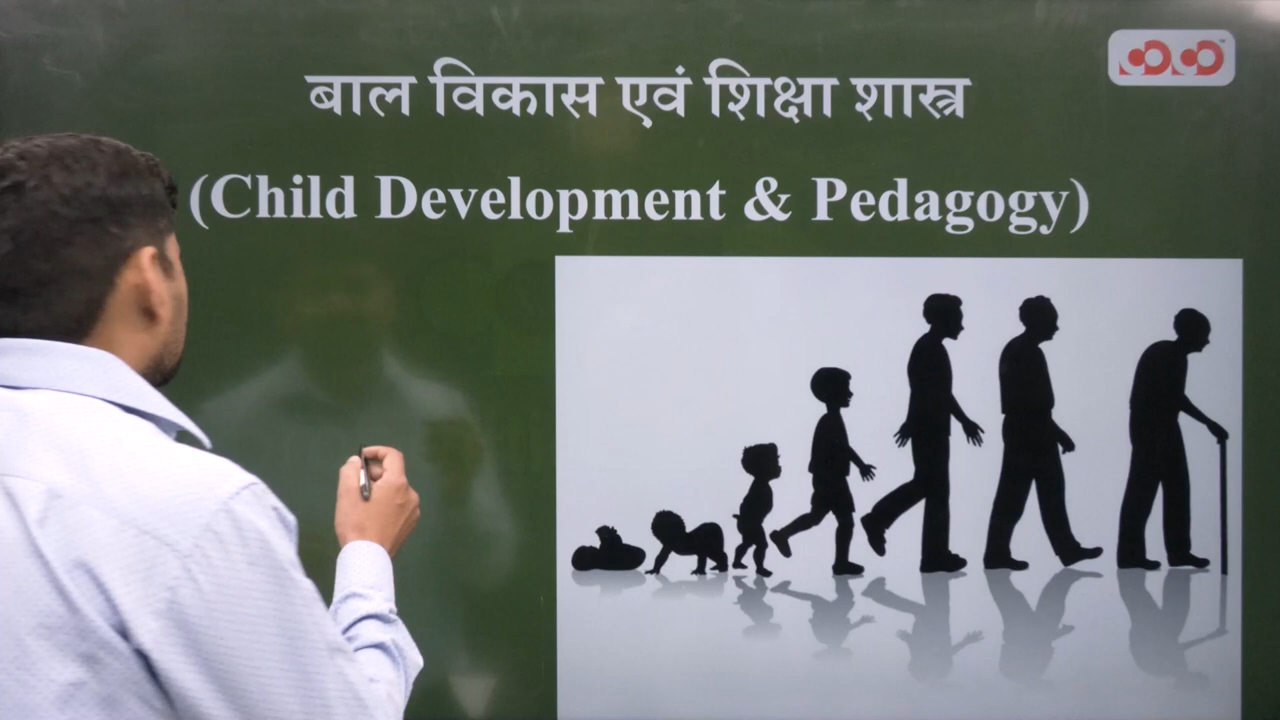 बाल विकास एवं शिक्षा शास्त्र
(Child Development & Pedagogy)